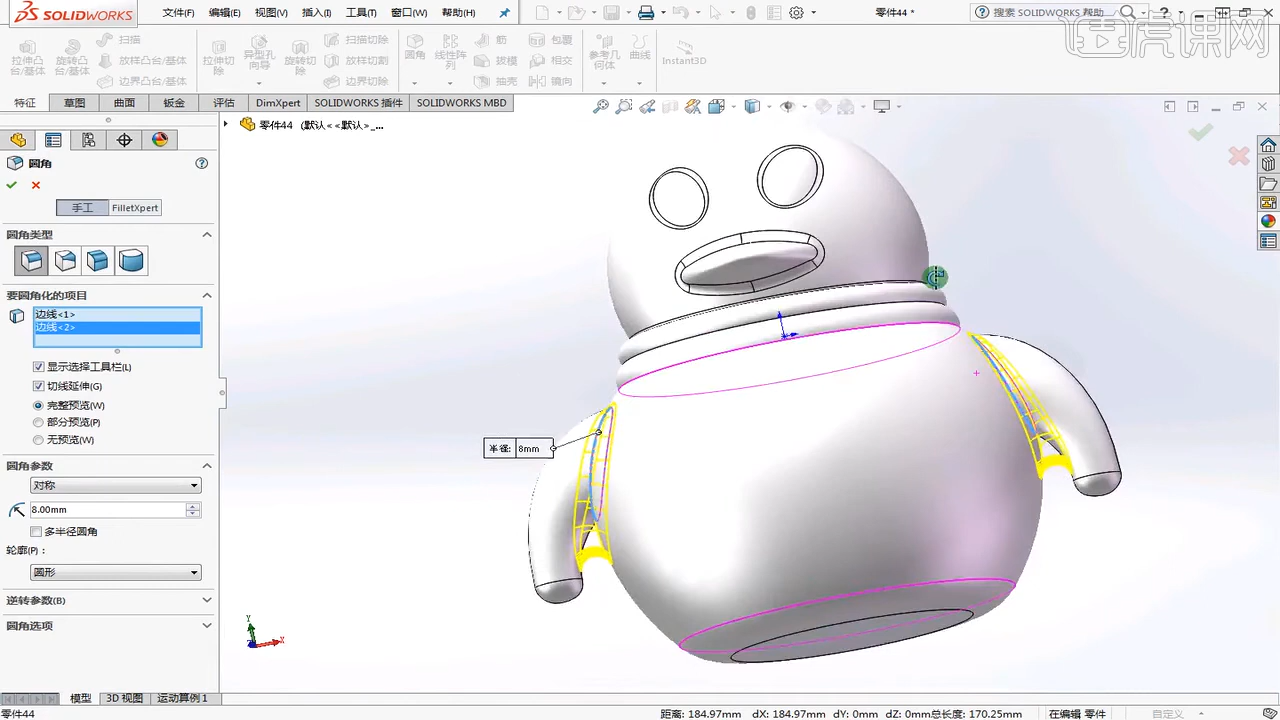 SOLIDWORKS 文件(F) 编辑(E) 视图(V) 插入(I) 工具(T) 窗口(W) 帮助(H) 零件44 * 搜索 SOLIDWORKS 帮助
虎课网
拉伸凸台/基体 旋转凸台/基体 扫描 放样凸台/基体 边界凸台/基体 拉伸切除 异型孔向导 旋转切除 扫描切除 放样切割 边界切除 圆角 线性阵列 筋 拔模 抽壳 包覆 相交 镜向 参考几何体 曲线 Instant3D
特征 草图 曲面 钣金 评估 DimXpert SOLIDWORKS 插件 SOLIDWORKS MBD
零件44 (默认< <默认>_...
圆角
手工 FilletXpert
圆角类型
要圆角化的项目
边线<1>
边线<2>
显示选择工具栏(L)
切线延伸(G)
完整预览(W)
部分预览(P)
无预览(W)
半径: 8mm
圆角参数
对称
8.00mm
多半径圆角
轮廓(P):
圆形
逆转参数(B)
圆角选项
Y
X
Z
模型 3D 视图 运动算例 1
零件44 距离: 184.97mm dX: 184.97mm dY: 0mm dZ: 0mm总长度: 170.25mm 在编辑 零件 自定义